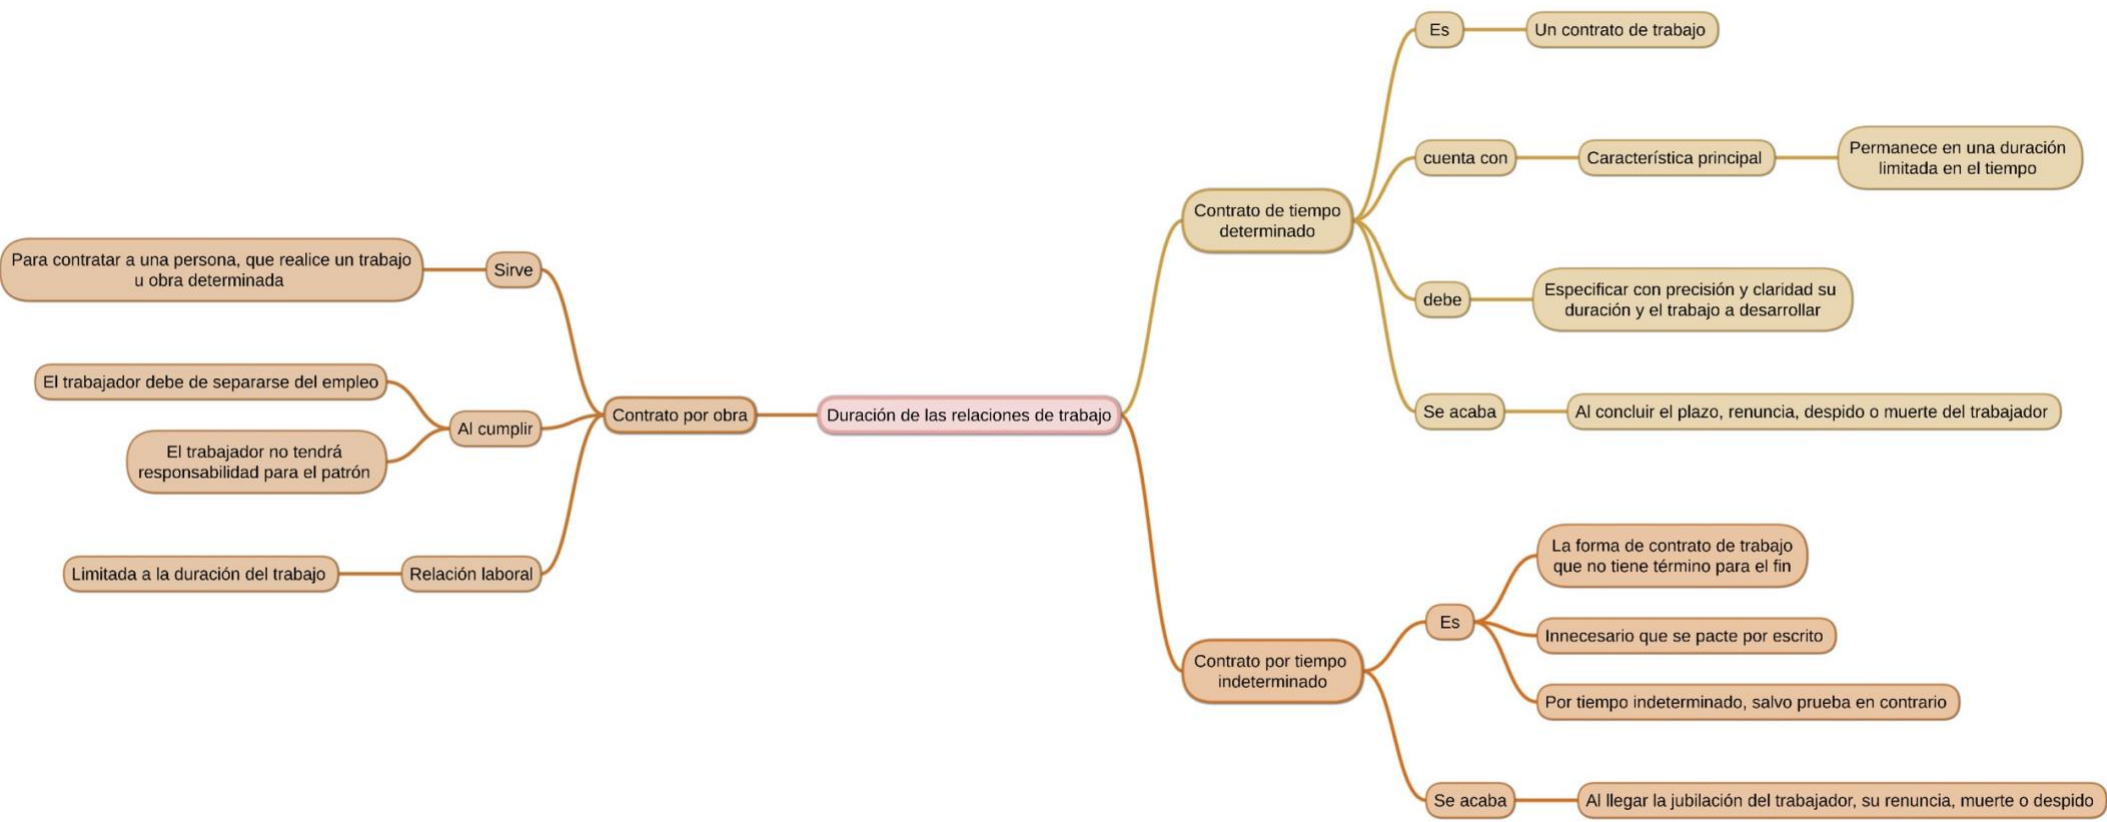 Duración de las relaciones de trabajo
Contrato de tiempo
determinado
Es
Un contrato de trabajo
cuenta con
Característica principal
Permanece en una duración
limitada en el tiempo
debe
Especificar con precisión y claridad su
duración y el trabajo a desarrollar
Se acaba
Al concluir el plazo, renuncia, despido o muerte del trabajador
Contrato por tiempo
indeterminado
Es
La forma de contrato de trabajo
que no tiene término para el fin
Innecesario que se pacte por escrito
Por tiempo indeterminado, salvo prueba en contrario
Se acaba
Al llegar la jubilación del trabajador, su renuncia, muerte o despido
Contrato por obra
Sirve
Para contratar a una persona, que realice un trabajo
u obra determinada
Al cumplir
El trabajador debe de separarse del empleo
El trabajador no tendrá
responsabilidad para el patrón
Relación laboral
Limitada a la duración del trabajo